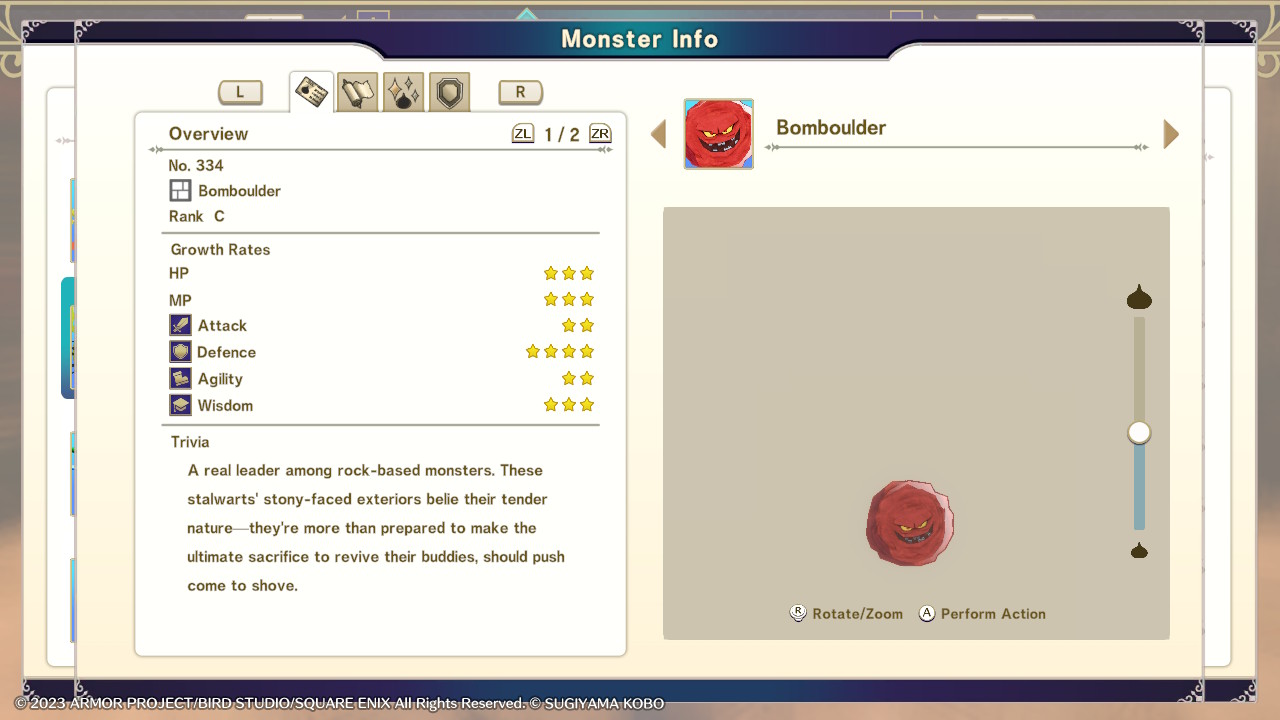 Monster Info
L
R
Overview
ZL 1 / 2 ZR
No. 334
Bomboulder
Rank C
Growth Rates
HP
MP
Attack
Defence
Agility
Wisdom
Trivia
A real leader among rock-based monsters. These
stalwarts' stony-faced exteriors belie their tender
nature—they're more than prepared to make the
ultimate sacrifice to revive their buddies, should push
come to shove.
Bomboulder
R Rotate/Zoom A Perform Action
© 2023 ARMOR PROJECT/BIRD STUDIO/SQUARE ENIX All Rights Reserved. © SUGIYAMA KOBO